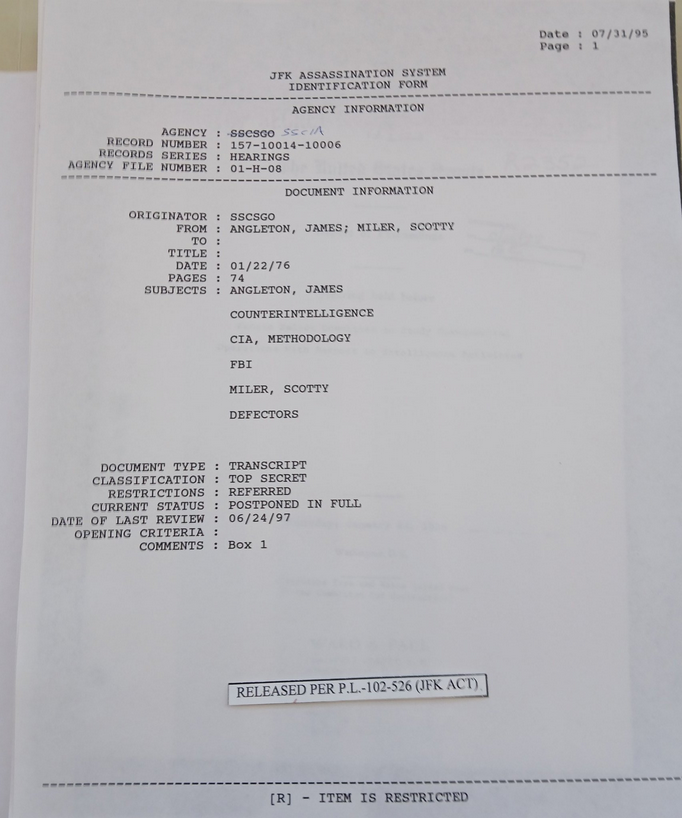 Date : 07/31/95
Page : 1
JFK ASSASSINATION SYSTEM
IDENTIFICATION FORM
AGENCY INFORMATION
AGENCY : SSCSGO SSCIA
RECORD NUMBER : 157-10014-10006
RECORDS SERIES : HEARINGS
AGENCY FILE NUMBER : 01-H-08
DOCUMENT INFORMATION
ORIGINATOR : SSCSGO
FROM : ANGLETON, JAMES; MILER, SCOTTY
TO :
TITLE :
DATE : 01/22/76
PAGES : 74
SUBJECTS : ANGLETON, JAMES
COUNTERINTELLIGENCE
CIA, METHODOLOGY
FBI
MILER, SCOTTY
DEFECTORS
DOCUMENT TYPE : TRANSCRIPT
CLASSIFICATION : TOP SECRET
RESTRICTIONS : REFERRED
CURRENT STATUS : POSTPONED IN FULL
DATE OF LAST REVIEW : 06/24/97
OPENING CRITERIA :
COMMENTS : Box 1
RELEASED PER P.L.-102-526 (JFK ACT)
[R] - ITEM IS RESTRICTED